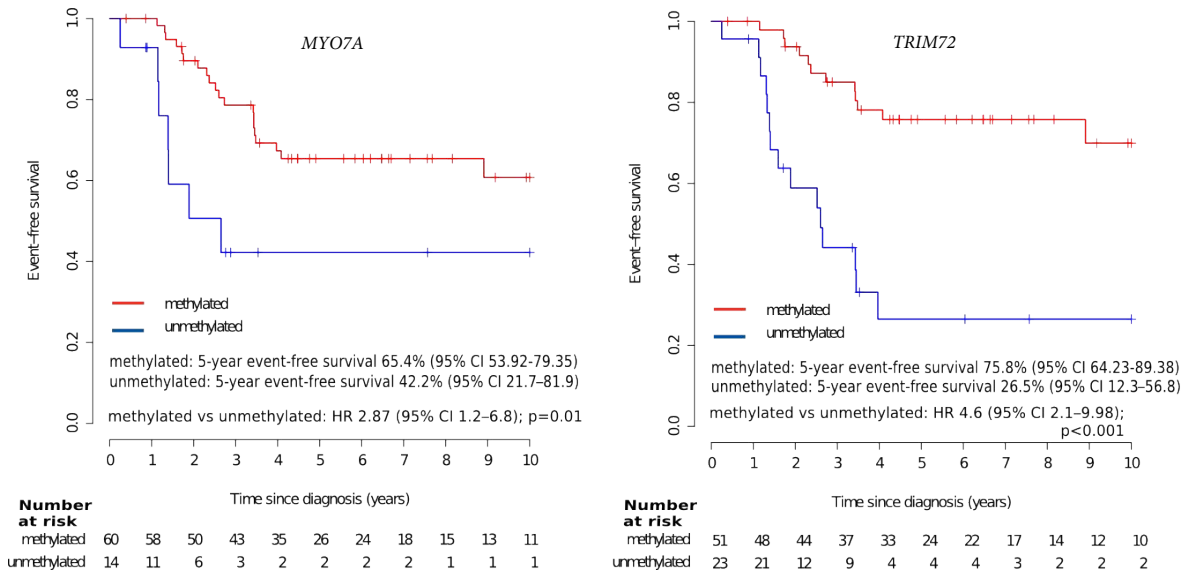 MYO7A
Event–free survival
1.0
0.8
0.6
0.4
0.2
0.0
methylated
unmethylated
methylated: 5-year event-free survival 65.4% (95% CI 53.92-79.35)
unmethylated: 5-year event-free survival 42.2% (95% CI 21.7–81.9)
methylated vs unmethylated: HR 2.87 (95% CI 1.2–6.8); p=0.01
0 1 2 3 4 5 6 7 8 9 10
Time since diagnosis (years)
Number
at risk
methylated 60 58 50 43 35 26 24 18 15 13 11
unmethylated 14 11 6 3 2 2 2 2 1 1 1
TRIM72
Event–free survival
1.0
0.8
0.6
0.4
0.2
0.0
methylated
unmethylated
methylated: 5-year event-free survival 75.8% (95% CI 64.23-89.38)
unmethylated: 5-year event-free survival 26.5% (95% CI 12.3–56.8)
methylated vs unmethylated: HR 4.6 (95% CI 2.1–9.98);
p<0.001
0 1 2 3 4 5 6 7 8 9 10
Time since diagnosis (years)
Number
at risk
methylated 51 48 44 37 33 24 22 17 14 12 10
unmethylated 23 21 12 9 4 4 4 3 2 2 2